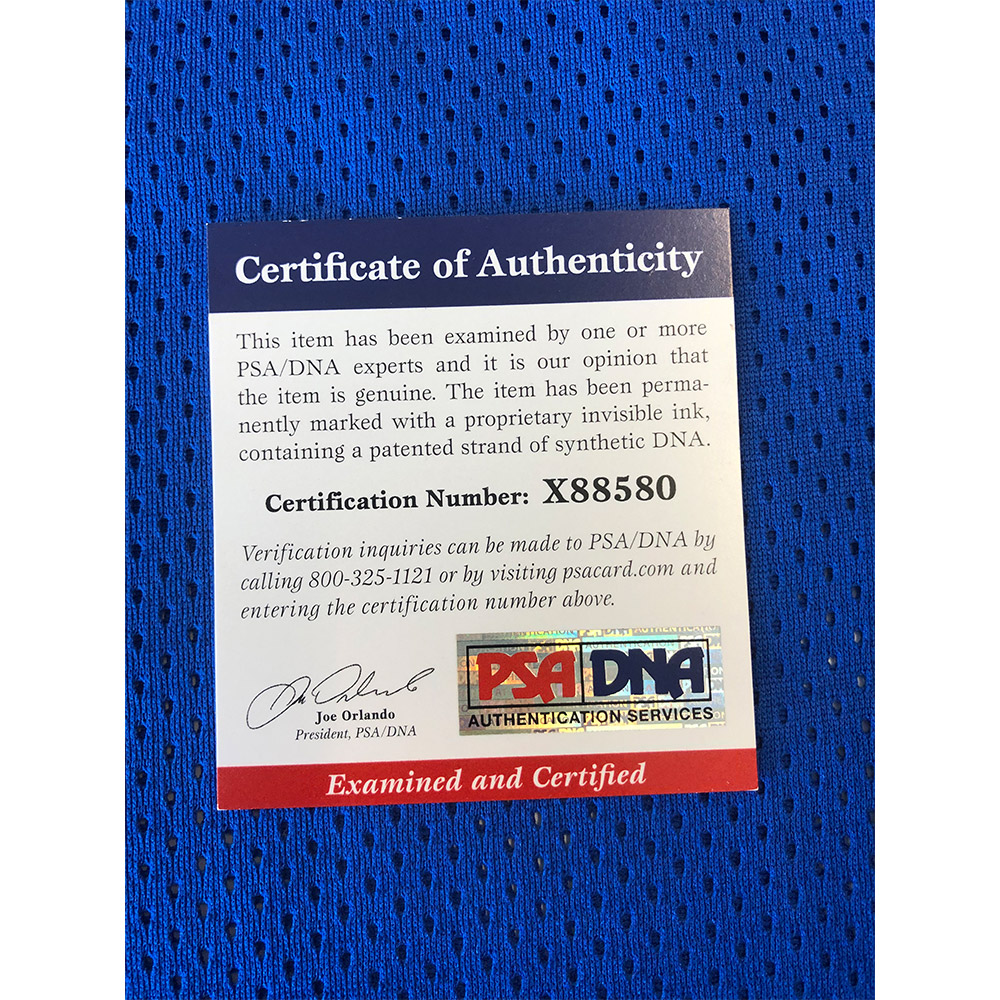 Certificate of Authenticity
This item has been examined by one or more
PSA/DNA experts and it is our opinion that
the item is genuine. The item has been perma-
nently marked with a proprietary invisible ink,
containing a patented strand of synthetic DNA.
Certification Number: X88580
Verification inquiries can be made to PSA/DNA by
calling 800-325-1121 or by visiting psacard.com and
entering the certification number above.
Joe Orlando
President, PSA/DNA
PSA DNA
AUTHENTICATION SERVICES
Examined and Certified